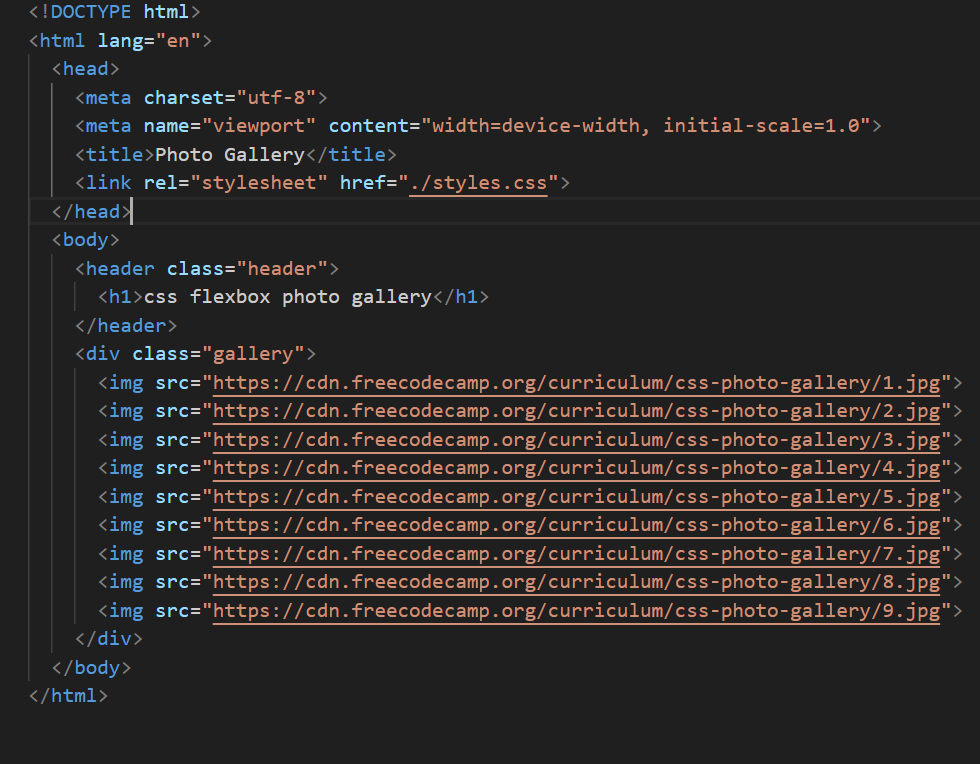 <!DOCTYPE html>
<html lang="en">
  <head>
    <meta charset="utf-8">
    <meta name="viewport" content="width=device-width, initial-scale=1.0">
    <title>Photo Gallery</title>
    <link rel="stylesheet" href="./styles.css">
  </head>
  <body>
    <header class="header">
      <h1>css flexbox photo gallery</h1>
    </header>
    <div class="gallery">
      <img src="https://cdn.freecodecamp.org/curriculum/css-photo-gallery/1.jpg">
      <img src="https://cdn.freecodecamp.org/curriculum/css-photo-gallery/2.jpg">
      <img src="https://cdn.freecodecamp.org/curriculum/css-photo-gallery/3.jpg">
      <img src="https://cdn.freecodecamp.org/curriculum/css-photo-gallery/4.jpg">
      <img src="https://cdn.freecodecamp.org/curriculum/css-photo-gallery/5.jpg">
      <img src="https://cdn.freecodecamp.org/curriculum/css-photo-gallery/6.jpg">
      <img src="https://cdn.freecodecamp.org/curriculum/css-photo-gallery/7.jpg">
      <img src="https://cdn.freecodecamp.org/curriculum/css-photo-gallery/8.jpg">
      <img src="https://cdn.freecodecamp.org/curriculum/css-photo-gallery/9.jpg">
    </div>
  </body>
</html>